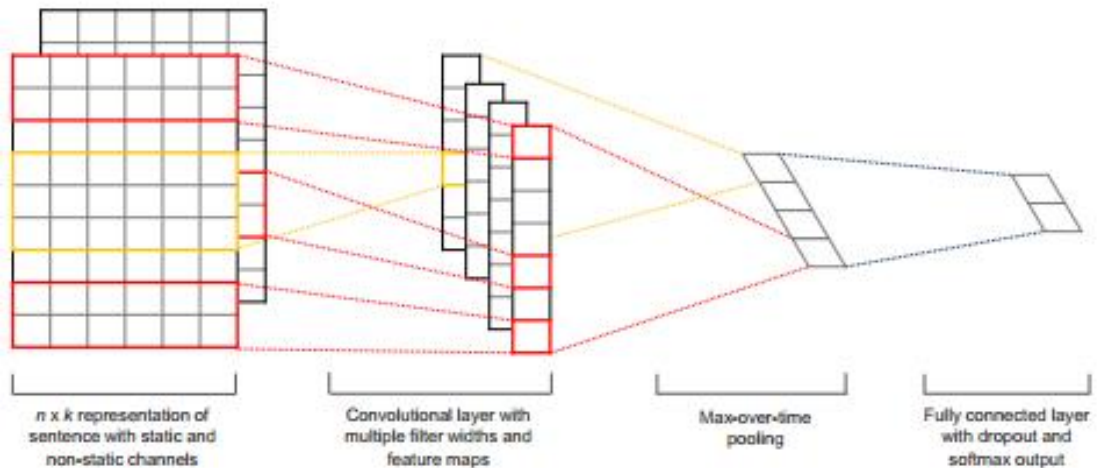 n x k representation of
sentence with static and
non-static channels
Convolutional layer with
multiple filter widths and
feature maps
Max-over-time
pooling
Fully connected layer
with dropout and
softmax output